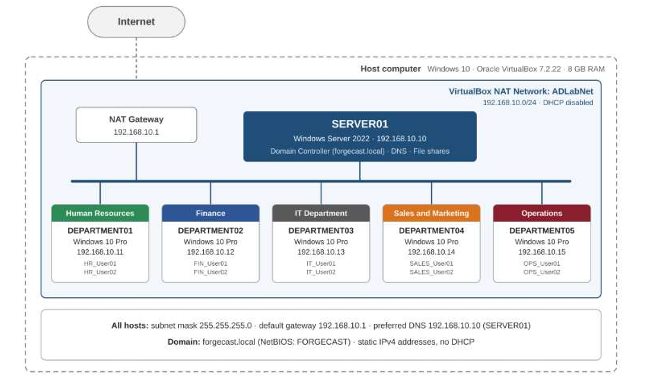 Internet
Host computer Windows 10 · Oracle VirtualBox 7.2.22 · 8 GB RAM
VirtualBox NAT Network: ADLabNet
192.168.10.0/24 · DHCP disabled
NAT Gateway
192.168.10.1
SERVER01
Windows Server 2022 · 192.168.10.10
Domain Controller (forgecast.local) · DNS · File shares
Human Resources
DEPARTMENT01
Windows 10 Pro
192.168.10.11
HR_User01
HR_User02
Finance
DEPARTMENT02
Windows 10 Pro
192.168.10.12
FIN_User01
FIN_User02
IT Department
DEPARTMENT03
Windows 10 Pro
192.168.10.13
IT_User01
IT_User02
Sales and Marketing
DEPARTMENT04
Windows 10 Pro
192.168.10.14
SALES_User01
SALES_User02
Operations
DEPARTMENT05
Windows 10 Pro
192.168.10.15
OPS_User01
OPS_User02
All hosts: subnet mask 255.255.255.0 · default gateway 192.168.10.1 · preferred DNS 192.168.10.10 (SERVER01)
Domain: forgecast.local (NetBIOS: FORGECAST) · static IPv4 addresses, no DHCP